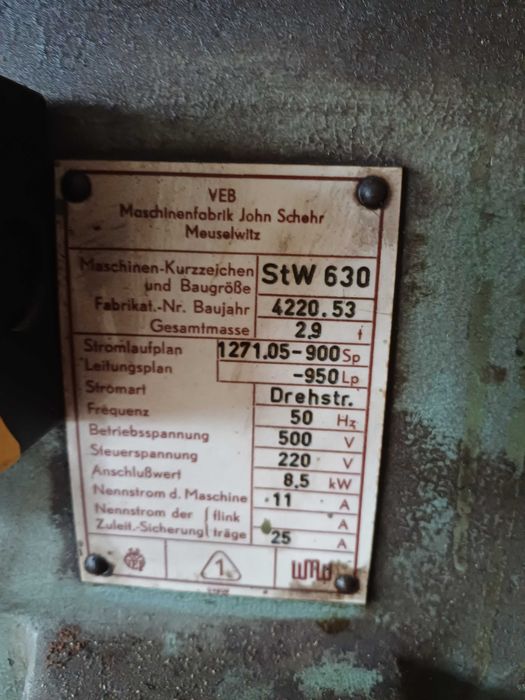 VEB
Maschinenfabrik John Schehr
Meuselwitz
Maschinen-Kurzzeichen und Baugröße StW 630
Fabrikat.-Nr. Baujahr 4220.53
Gesamtmasse 2,9 t
Stromlaufplan 1271.05-900 Sp
Leitungsplan -950 Lp
Stromart Drehstr.
Frequenz 50 Hz
Betriebsspannung 500 V
Steuerspannung 220 V
Anschlußwert 8,5 kW
Nennstrom d. Maschine 11 A
Nennstrom der flink A
Zuleit.-Sicherung träge 25 A
1 WMW